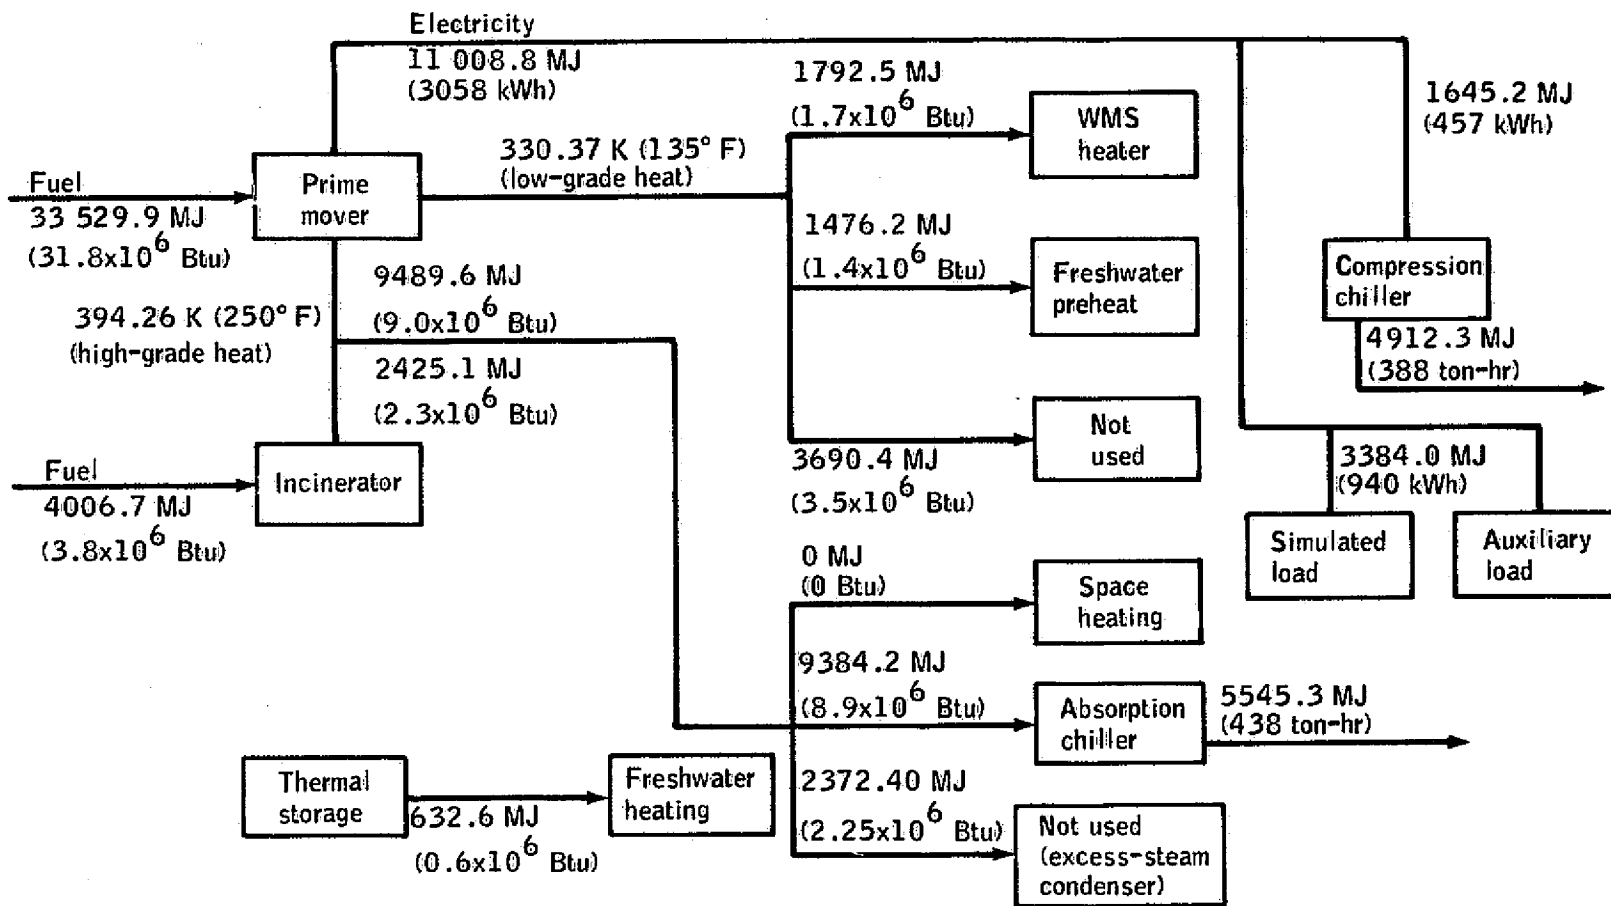 Electricity
11 008.8 MJ
(3058 kWh)
1792.5 MJ
(1.7x10⁶ Btu)
WMS
heater
1645.2 MJ
(457 kWh)
330.37 K (135° F)
(low-grade heat)
Fuel
33 529.9 MJ
(31.8x10⁶ Btu)
Prime
mover
1476.2 MJ
(1.4x10⁶ Btu)
Freshwater
preheat
Compression
chiller
9489.6 MJ
(9.0x10⁶ Btu)
394.26 K (250° F)
(high-grade heat)
4912.3 MJ
(388 ton-hr)
2425.1 MJ
(2.3x10⁶ Btu)
Not
used
3690.4 MJ
(3.5x10⁶ Btu)
3384.0 MJ
(940 kWh)
Fuel
4006.7 MJ
(3.8x10⁶ Btu)
Incinerator
Simulated
load
Auxiliary
load
0 MJ
(0 Btu)
Space
heating
9384.2 MJ
(8.9x10⁶ Btu)
Absorption
chiller
5545.3 MJ
(438 ton-hr)
Thermal
storage
632.6 MJ
(0.6x10⁶ Btu)
Freshwater
heating
2372.40 MJ
(2.25x10⁶ Btu)
Not used
(excess-steam
condenser)